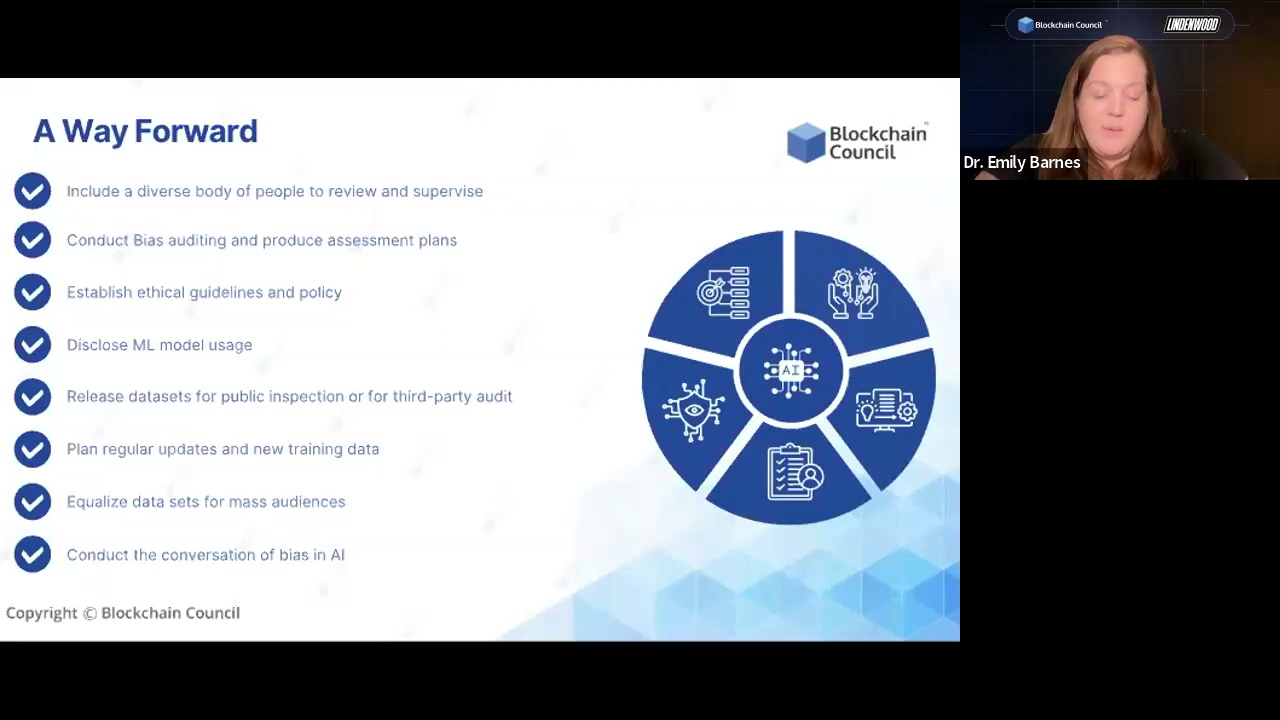 A Way Forward
Blockchain
Council
™
Include a diverse body of people to review and supervise
Conduct Bias auditing and produce assessment plans
Establish ethical guidelines and policy
Disclose ML model usage
Release datasets for public inspection or for third-party audit
Plan regular updates and new training data
Equalize data sets for mass audiences
Conduct the conversation of bias in AI
AI
Copyright © Blockchain Council
Blockchain Council
LINDENWOOD
Dr. Emily Barnes